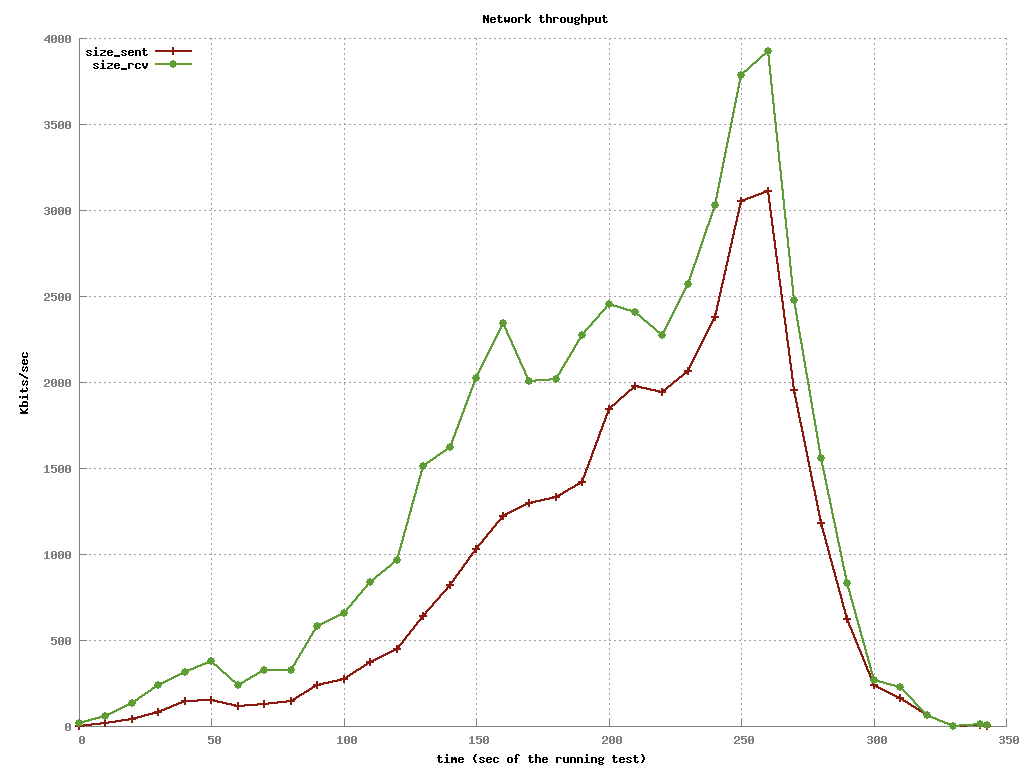 Network throughput
size_sent
size_rcv
4000
3500
3000
2500
2000
1500
1000
500
0
Kbits/sec
0 50 100 150 200 250 300 350
time (sec of the running test)